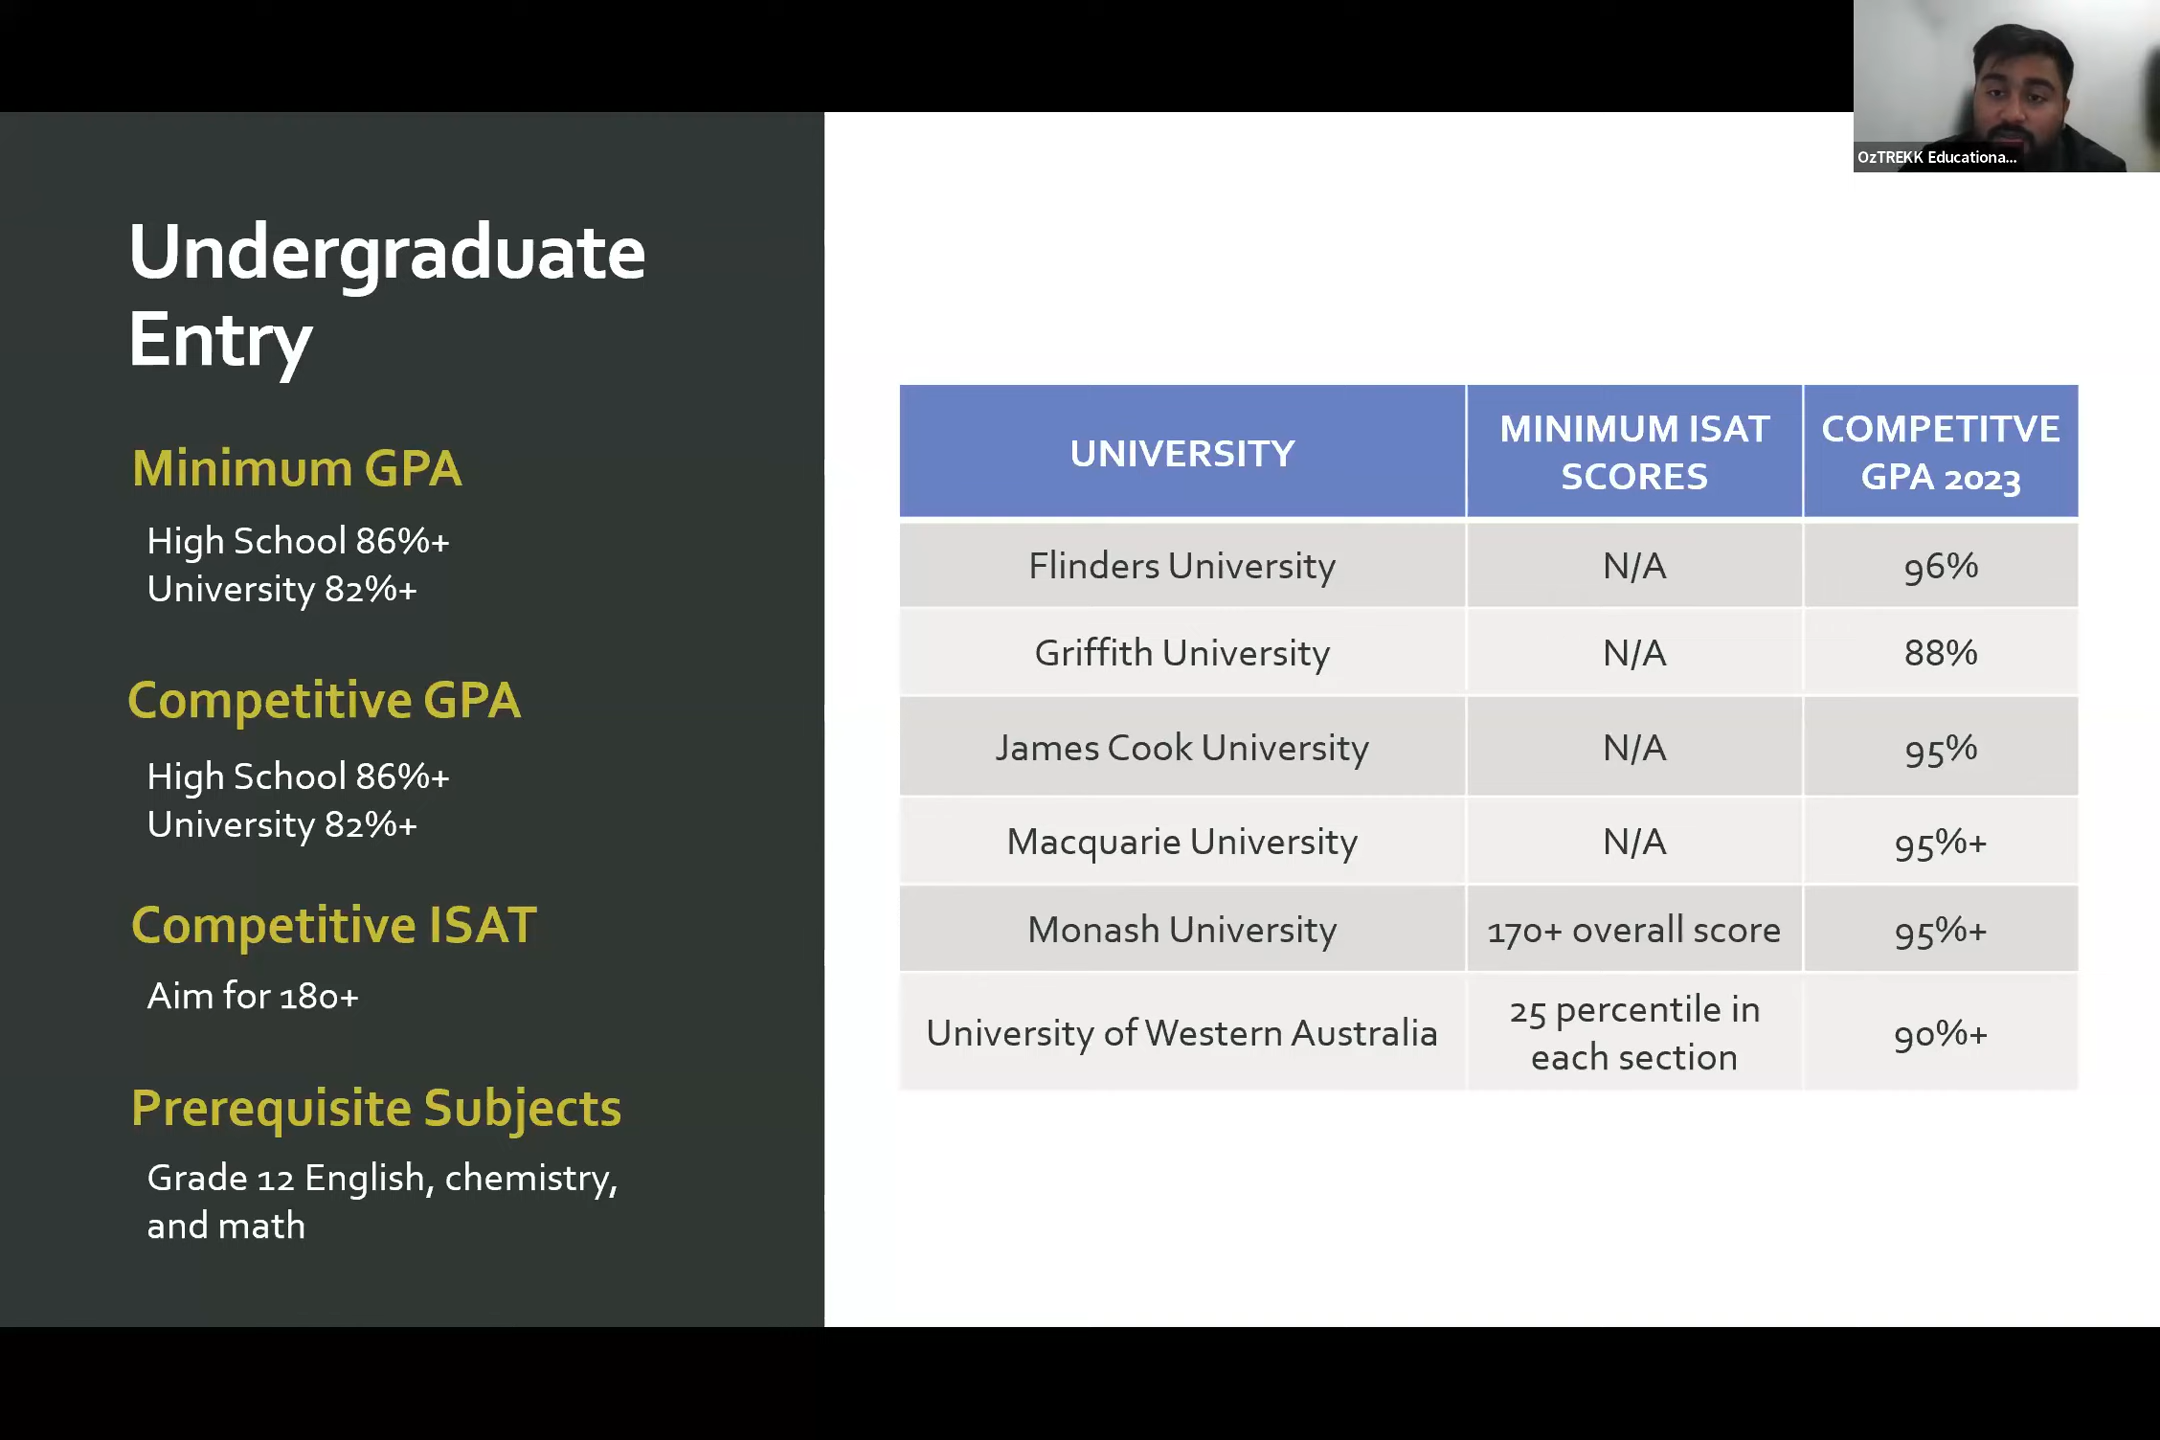 OzTREKK Educationa...
Undergraduate
Entry
Minimum GPA
High School 86%+
University 82%+
Competitive GPA
High School 86%+
University 82%+
Competitive ISAT
Aim for 180+
Prerequisite Subjects
Grade 12 English, chemistry,
and math
UNIVERSITY MINIMUM ISAT SCORES COMPETITVE GPA 2023
Flinders University N/A 96%
Griffith University N/A 88%
James Cook University N/A 95%
Macquarie University N/A 95%+
Monash University 170+ overall score 95%+
University of Western Australia 25 percentile in each section 90%+